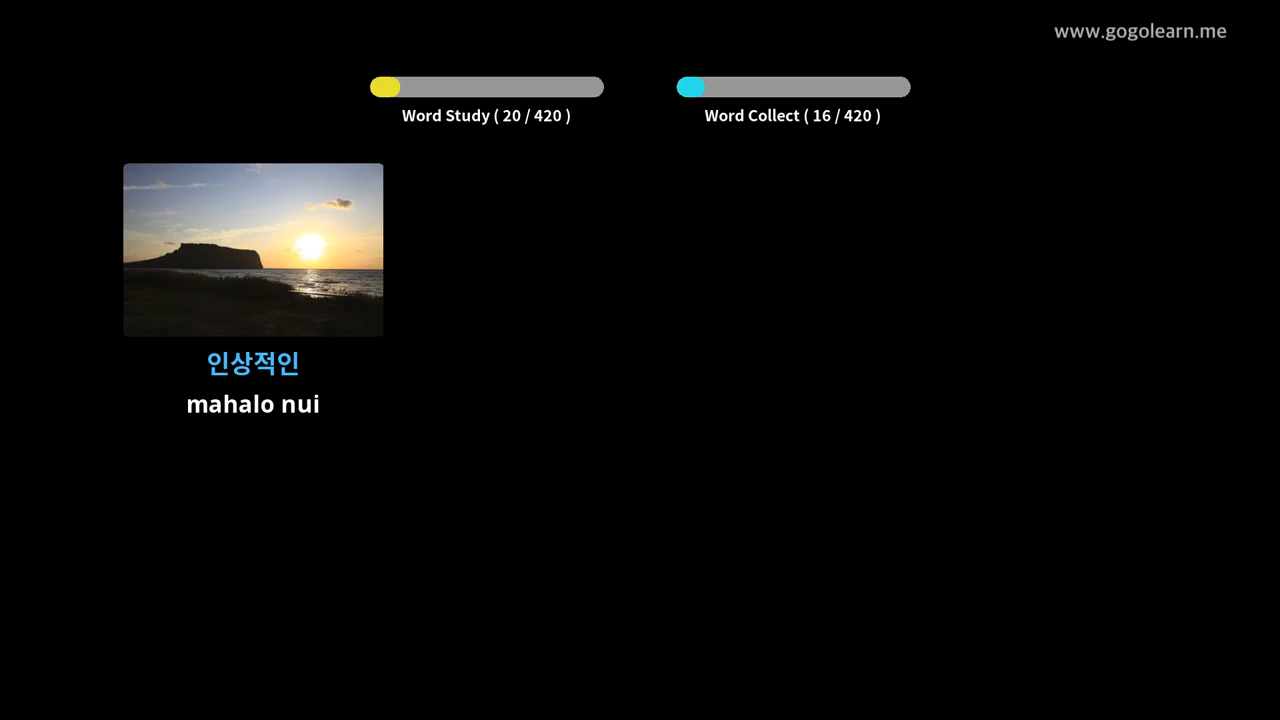 www.gogolearn.me
Word Study ( 20 / 420 )
Word Collect ( 16 / 420 )
인상적인
mahalo nui